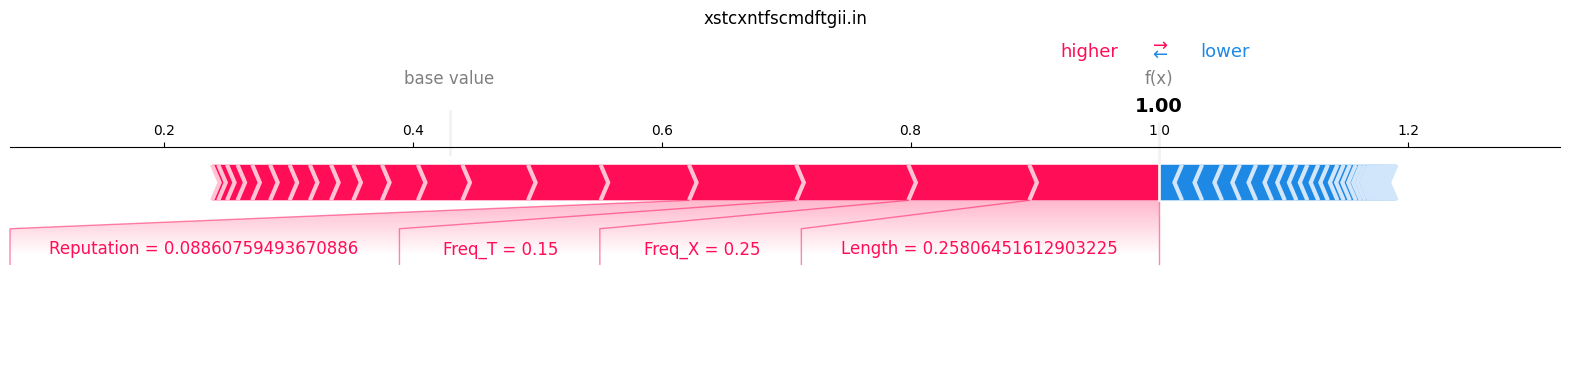 xstcxntfscmdftgii.in
higher → lower
←
base value f(x)
1.00
0.2 0.4 0.6 0.8 1.0 1.2
Reputation = 0.08860759493670886 Freq_T = 0.15 Freq_X = 0.25 Length = 0.25806451612903225